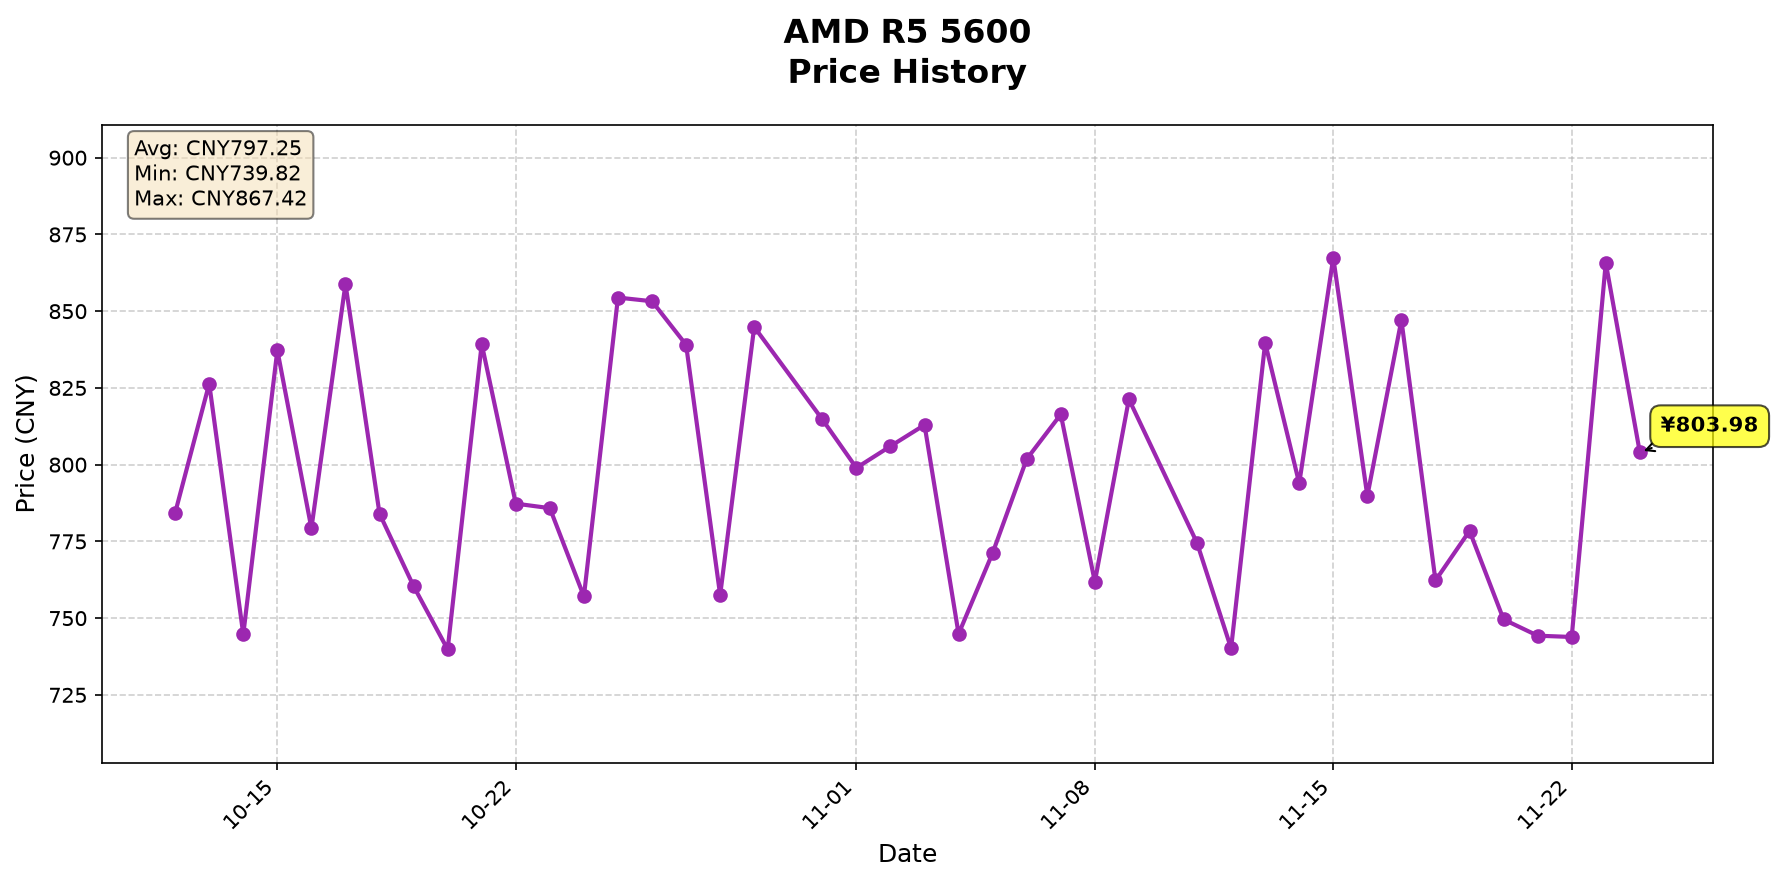 AMD R5 5600
Price History
Avg: CNY797.25
Min: CNY739.82
Max: CNY867.42
900
875
850
825
800
775
750
725
Price (CNY)
¥803.98
10-15
10-22
11-01
11-08
11-15
11-22
Date